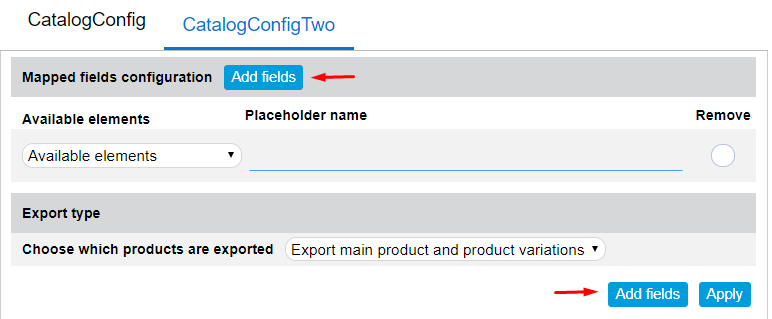 CatalogConfig CatalogConfigTwo
Mapped fields configuration Add fields
Available elements Placeholder name Remove
Available elements
Export type
Choose which products are exported Export main product and product variations
Add fields Apply